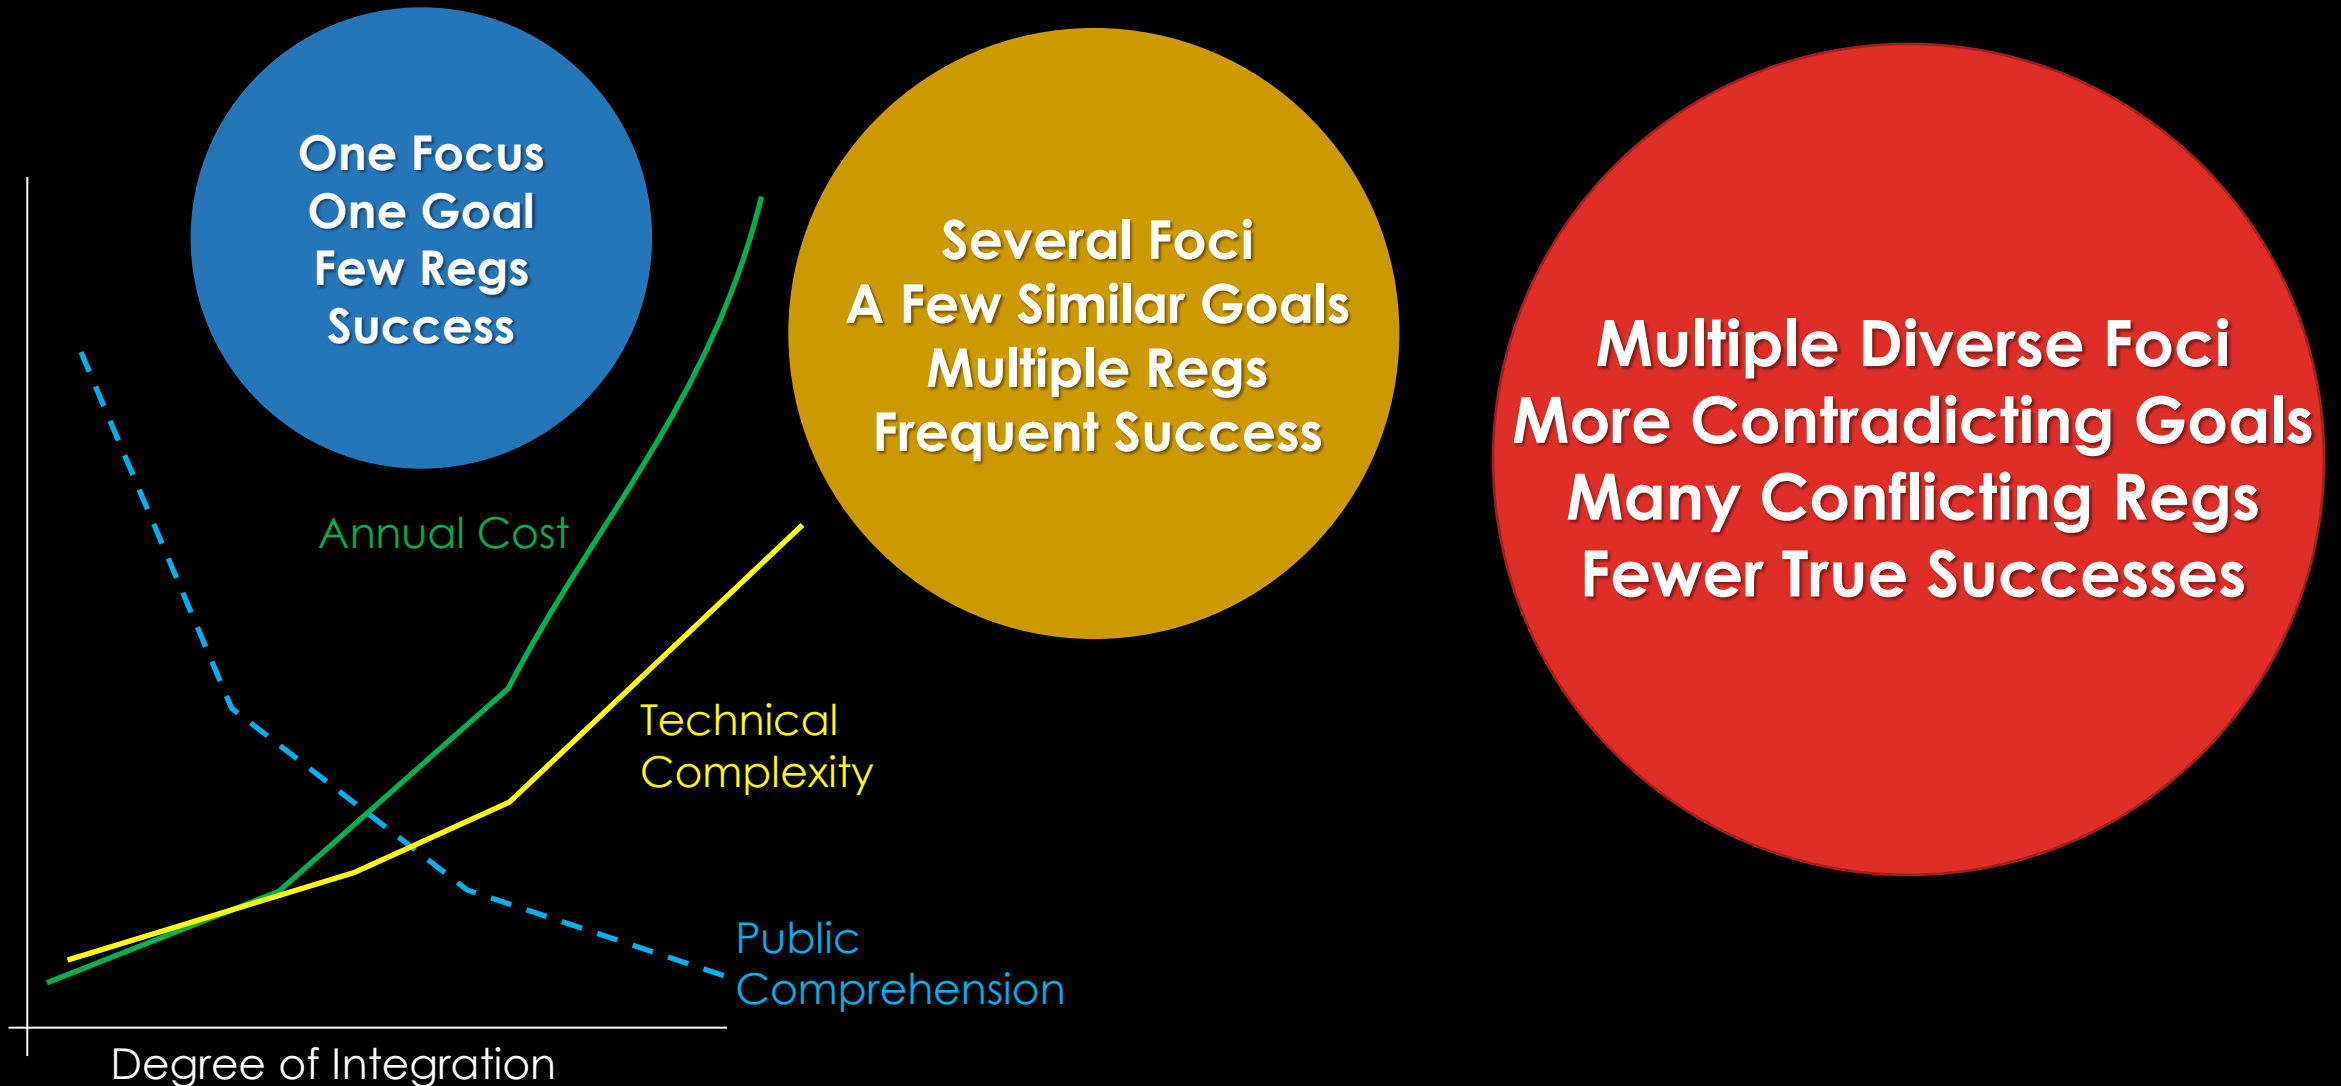 One Focus
One Goal
Few Regs
Success
Several Foci
A Few Similar Goals
Multiple Regs
Frequent Success
Multiple Diverse Foci
More Contradicting Goals
Many Conflicting Regs
Fewer True Successes
Annual Cost
Technical
Complexity
Public
Comprehension
Degree of Integration